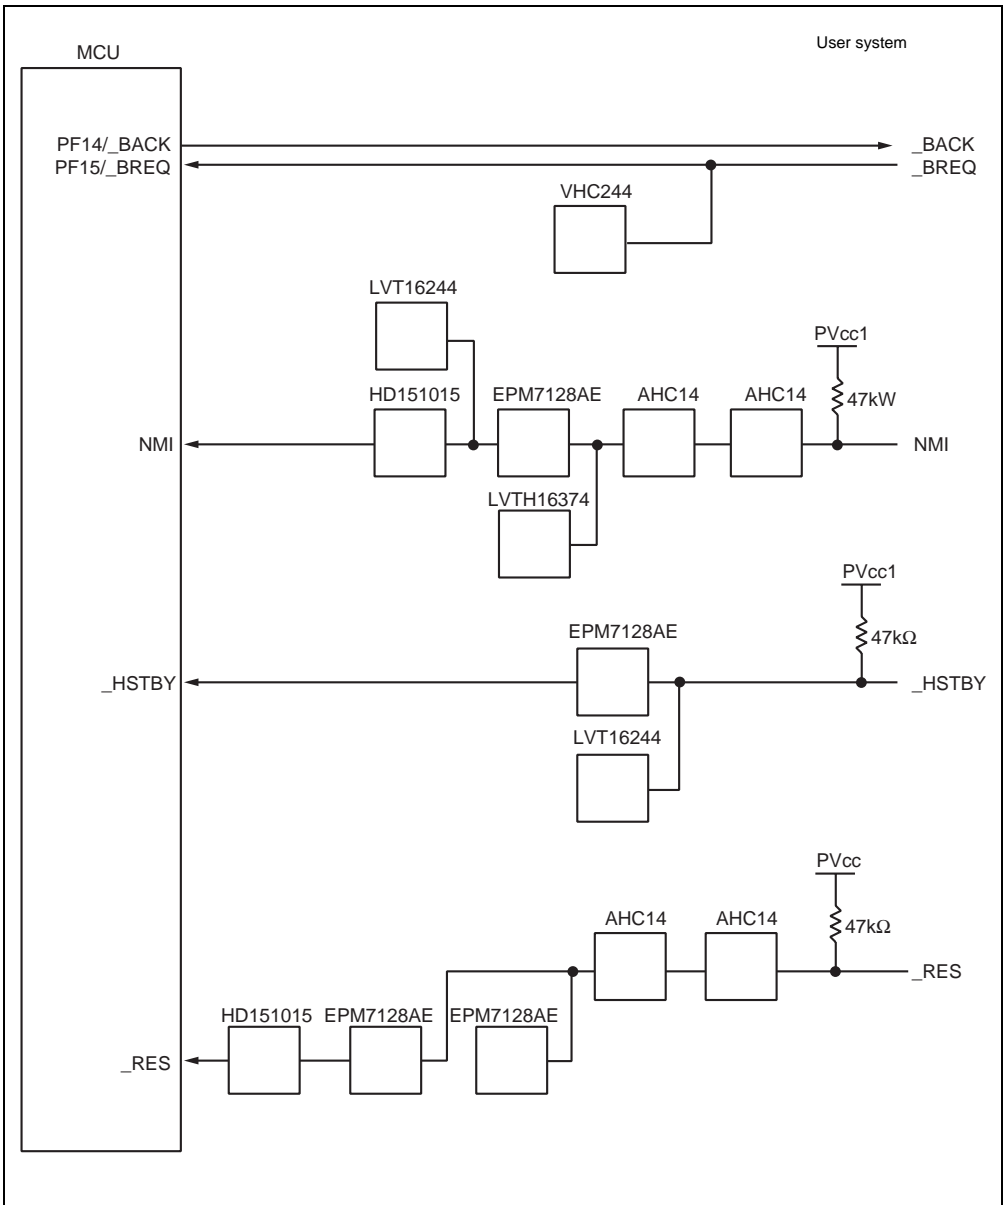 User system
MCU
PF14/_BACK
_BACK
PF15/_BREQ
_BREQ
VHC244
LVT16244
PVcc1
HD151015
EPM7128AE
AHC14
AHC14
47kW
NMI
NMI
LVTH16374
PVcc1
EPM7128AE
47kΩ
_HSTBY
_HSTBY
LVT16244
PVcc
AHC14
AHC14
47kΩ
_RES
HD151015
EPM7128AE
EPM7128AE
_RES